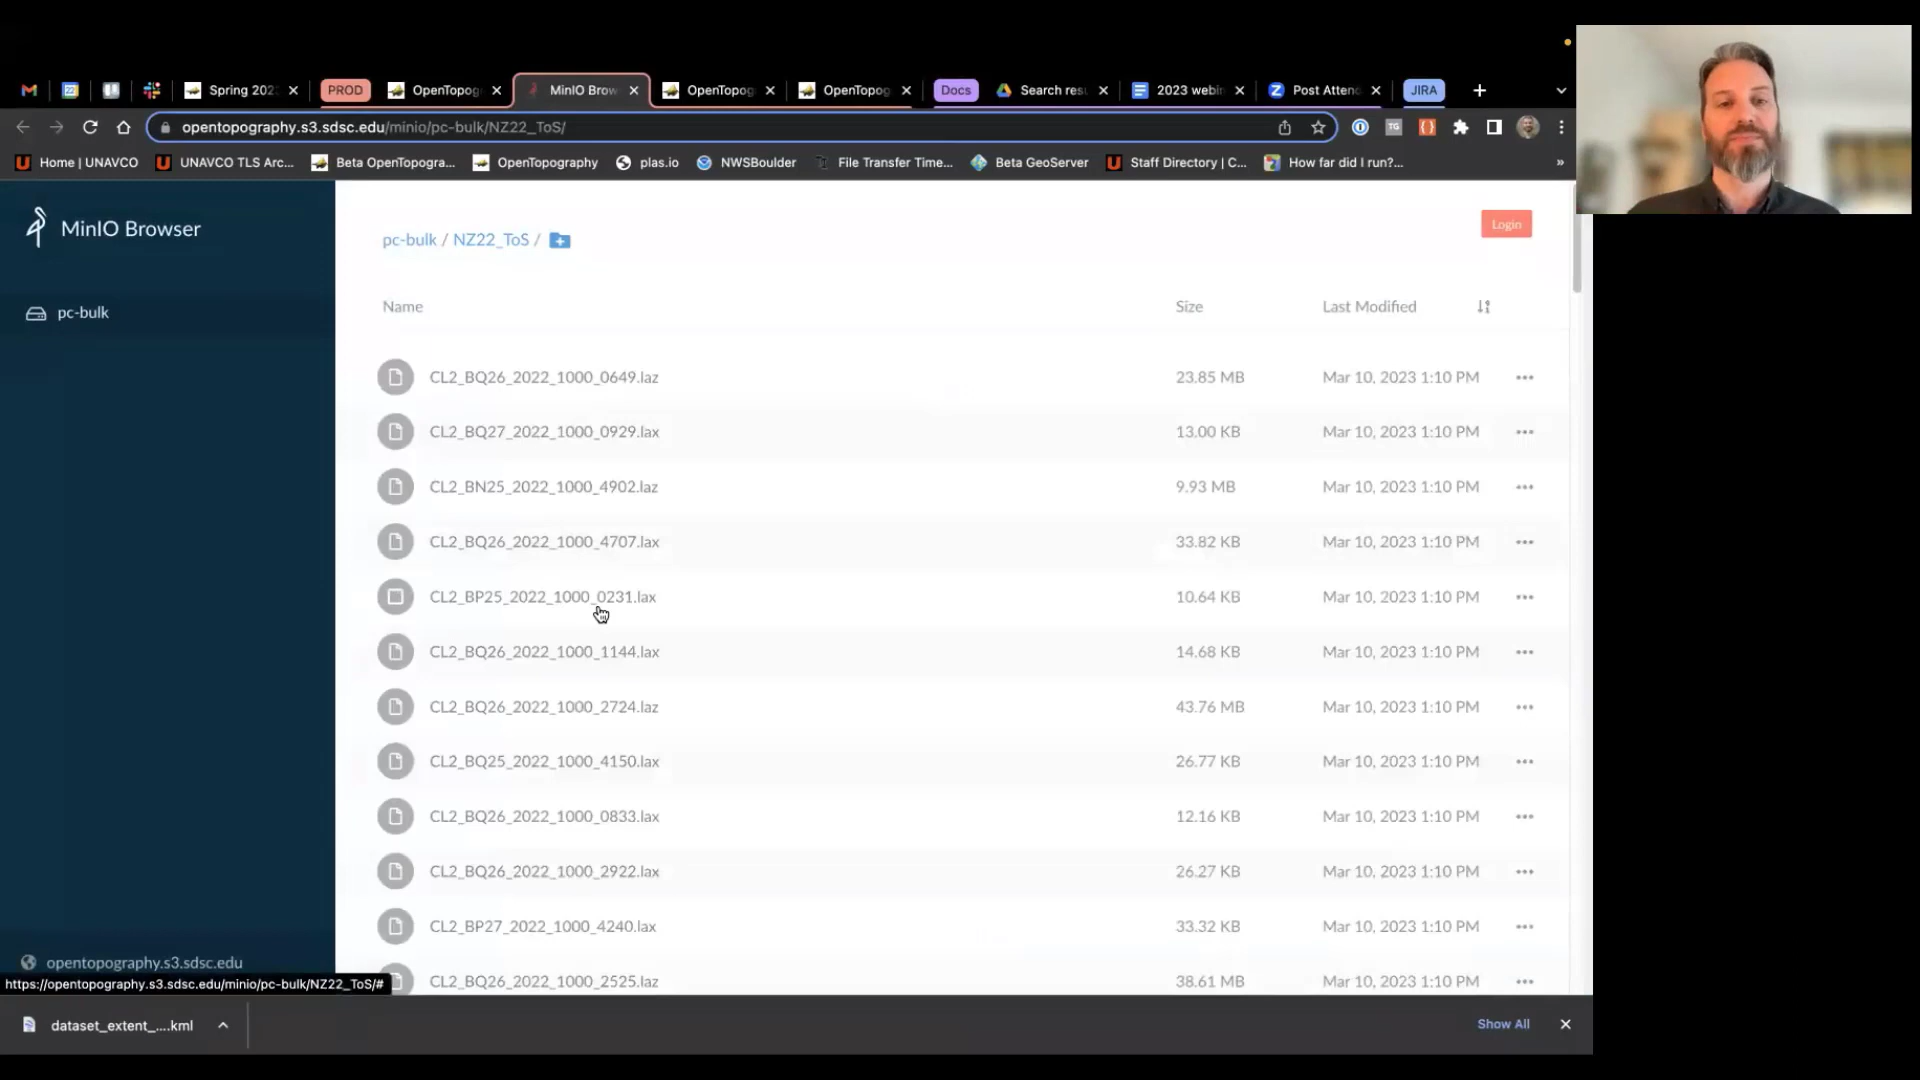 Spring 202
PROD
OpenTopog
MinIO Brow
OpenTopo
OpenTopog
Docs
Search res
2023 webin
Post Attend
JIRA
opentopography.s3.sdsc.edu/minio/pc-bulk/NZ22_ToS/
TG
Home | UNAVCO
UNAVCO TLS Arc...
Beta OpenTopogra...
OpenTopography
plas.io
NWSBoulder
File Transfer Time...
Beta GeoServer
Staff Directory | C...
How far did I run?...
»
MinIO Browser
pc-bulk
pc-bulk / NZ22_ToS /
Login
Name Size Last Modified
CL2_BQ26_2022_1000_0649.laz 23.85 MB Mar 10, 2023 1:10 PM
CL2_BQ27_2022_1000_0929.lax 13.00 KB Mar 10, 2023 1:10 PM
CL2_BN25_2022_1000_4902.laz 9.93 MB Mar 10, 2023 1:10 PM
CL2_BQ26_2022_1000_4707.lax 33.82 KB Mar 10, 2023 1:10 PM
CL2_BP25_2022_1000_0231.lax 10.64 KB Mar 10, 2023 1:10 PM
CL2_BQ26_2022_1000_1144.lax 14.68 KB Mar 10, 2023 1:10 PM
CL2_BQ26_2022_1000_2724.laz 43.76 MB Mar 10, 2023 1:10 PM
CL2_BQ25_2022_1000_4150.lax 26.77 KB Mar 10, 2023 1:10 PM
CL2_BQ26_2022_1000_0833.lax 12.16 KB Mar 10, 2023 1:10 PM
CL2_BQ26_2022_1000_2922.lax 26.27 KB Mar 10, 2023 1:10 PM
CL2_BP27_2022_1000_4240.lax 33.32 KB Mar 10, 2023 1:10 PM
CL2_BQ26_2022_1000_2525.laz 38.61 MB Mar 10, 2023 1:10 PM
opentopography.s3.sdsc.edu
https://opentopography.s3.sdsc.edu/minio/pc-bulk/NZ22_ToS/#
dataset_extent_....kml
Show All